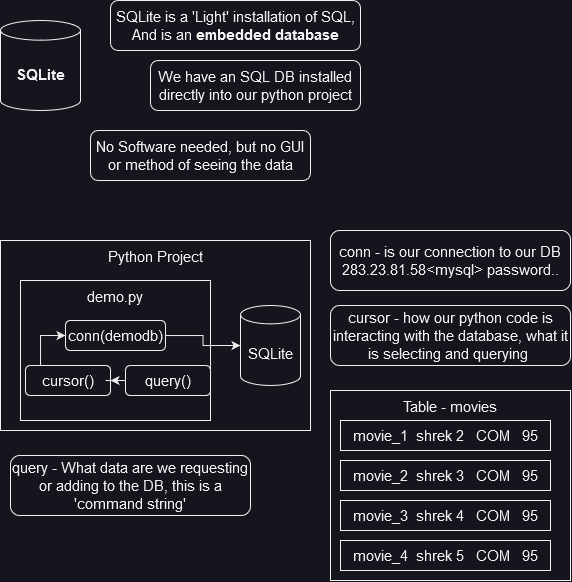 SQLite is a 'Light' installation of SQL,
And is an embedded database
SQLite
We have an SQL DB installed
directly into our python project
No Software needed, but no GUI
or method of seeing the data
Python Project
demo.py
conn(demodb)
cursor()
query()
SQLite
conn - is our connection to our DB
283.23.81.58<mysql> password..
cursor - how our python code is
interacting with the database, what it
is selecting and querying
Table - movies
movie_1 shrek 2 COM 95
movie_2 shrek 3 COM 95
movie_3 shrek 4 COM 95
movie_4 shrek 5 COM 95
query - What data are we requesting
or adding to the DB, this is a
'command string'